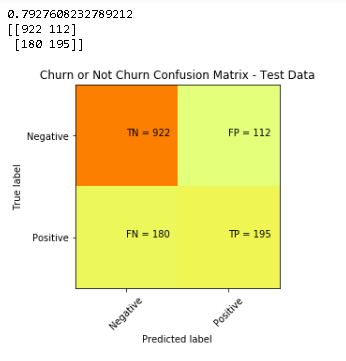 0.7927608232789212
[[922 112]
 [180 195]]
Churn or Not Churn Confusion Matrix - Test Data
Negative
TN = 922
FP = 112
True label
Positive
FN = 180
TP = 195
Negative
Positive
Predicted label